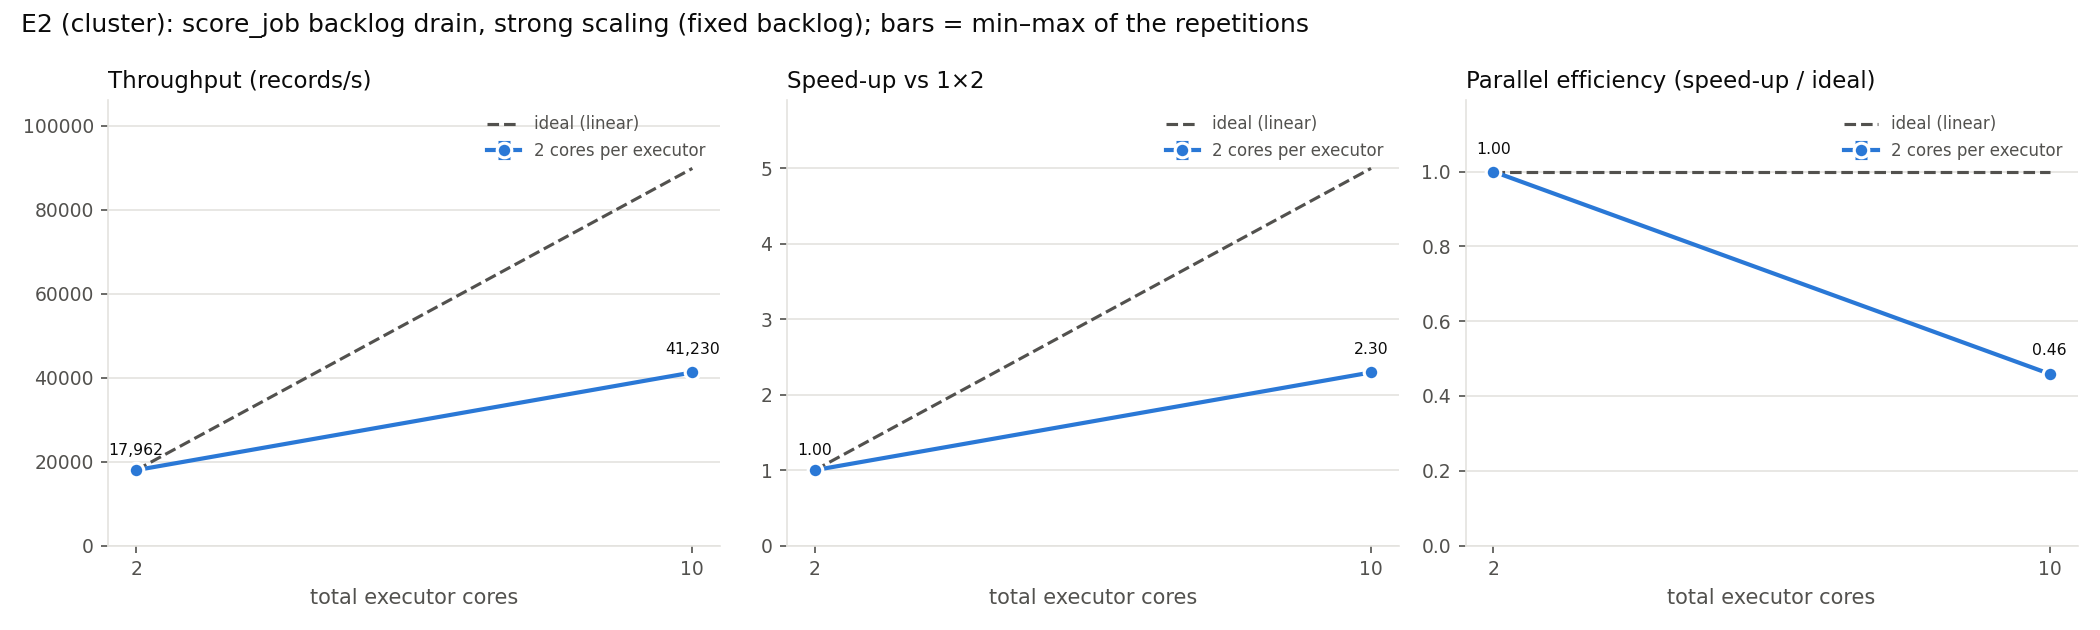 E2 (cluster): score_job backlog drain, strong scaling (fixed backlog); bars = min–max of the repetitions
Throughput (records/s)
ideal (linear)
2 cores per executor
100000
80000
60000
40000
20000
0
17,962
41,230
2
10
total executor cores
Speed-up vs 1×2
ideal (linear)
2 cores per executor
5
4
3
2
1
0
1.00
2.30
2
10
total executor cores
Parallel efficiency (speed-up / ideal)
ideal (linear)
2 cores per executor
1.0
0.8
0.6
0.4
0.2
0.0
1.00
0.46
2
10
total executor cores